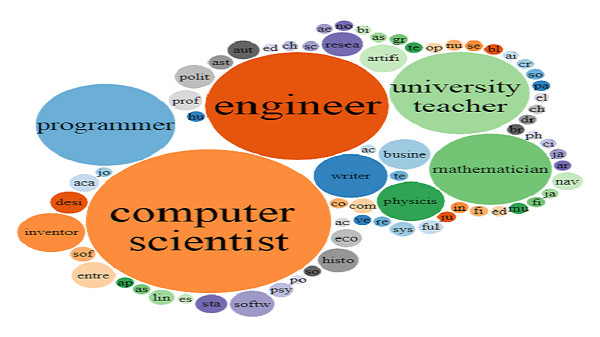 ae
no
bi
as
gr
te
op
nu
se
bl
ai
cr
so
pa
el
ch
dr
br
ph
ci
ja
ar
nav
ja
fi
mu
ed
fi
in
ru
ful
sys
re
ve
ac
co
com
aut
ed
ch
sc
resea
artifi
ast
polit
prof
hu
engineer
university
teacher
programmer
ac
busine
writer
te
mathematician
physicis
jo
aca
desi
inventor
sof
entre
computer
scientist
eco
histo
so
po
psy
softw
sta
es
lin
as
ap